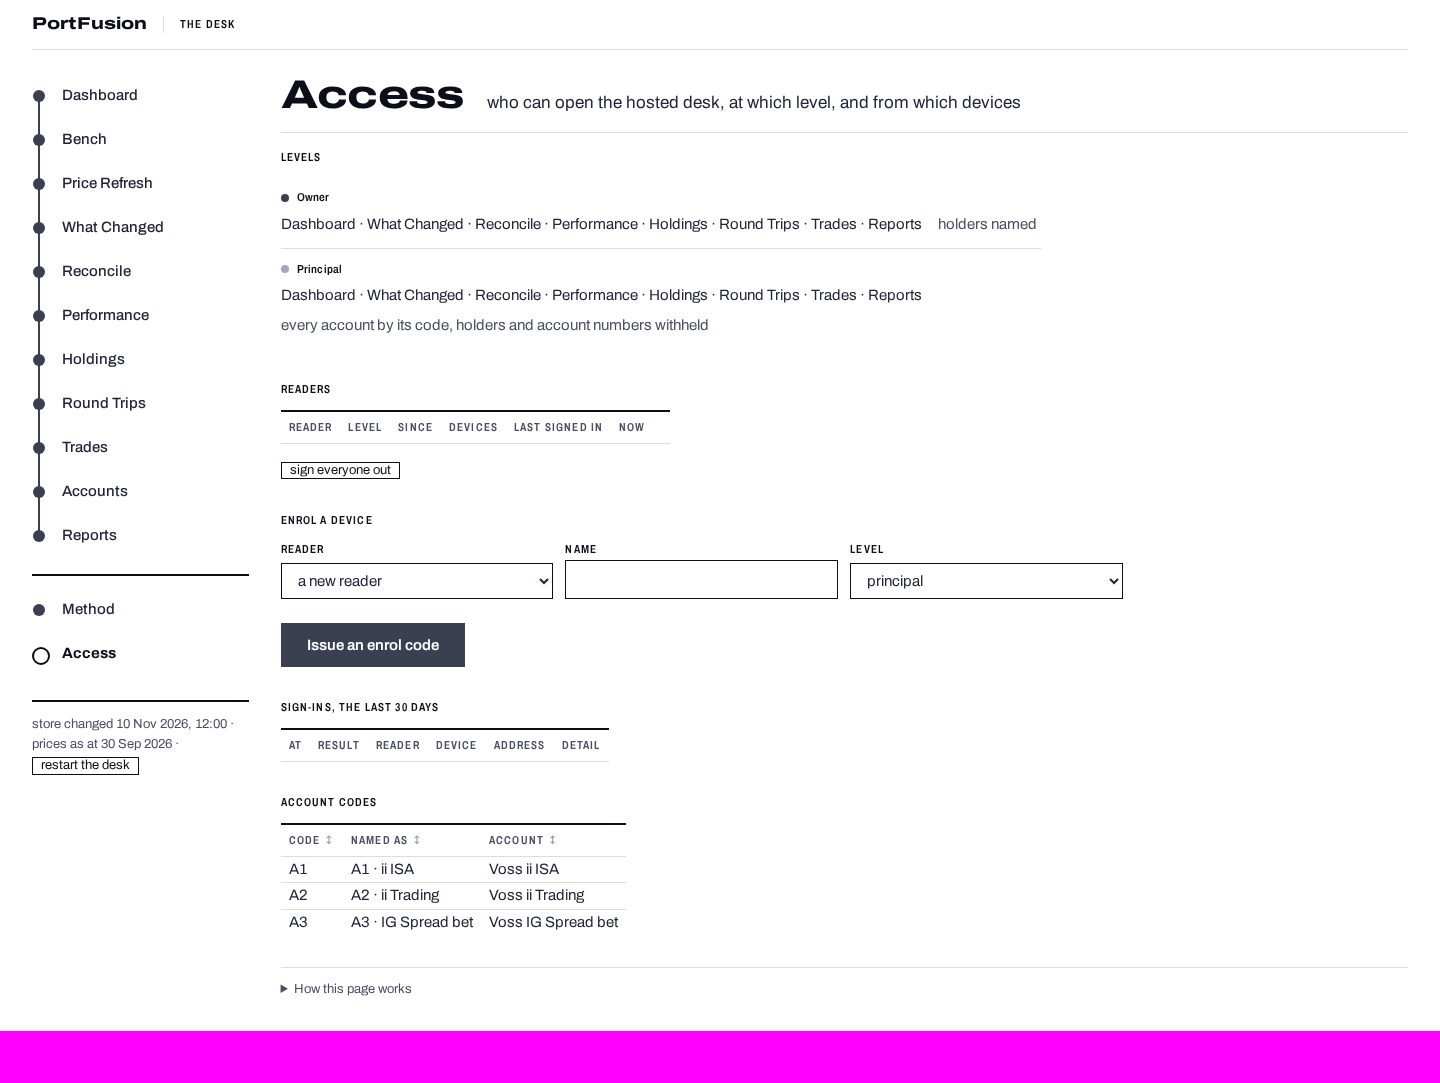 PortFusion THE DESK
Dashboard
Bench
Price Refresh
What Changed
Reconcile
Performance
Holdings
Round Trips
Trades
Accounts
Reports
Method
Access
store changed 10 Nov 2026, 12:00 ·
prices as at 30 Sep 2026 ·
restart the desk
Access who can open the hosted desk, at which level, and from which devices
LEVELS
Owner
Dashboard · What Changed · Reconcile · Performance · Holdings · Round Trips · Trades · Reports holders named
Principal
Dashboard · What Changed · Reconcile · Performance · Holdings · Round Trips · Trades · Reports
every account by its code, holders and account numbers withheld
READERS
READER LEVEL SINCE DEVICES LAST SIGNED IN NOW
sign everyone out
ENROL A DEVICE
READER NAME LEVEL
a new reader principal
Issue an enrol code
SIGN-INS, THE LAST 30 DAYS
AT RESULT READER DEVICE ADDRESS DETAIL
ACCOUNT CODES
CODE ↕ NAMED AS ↕ ACCOUNT ↕
A1 A1 · ii ISA Voss ii ISA
A2 A2 · ii Trading Voss ii Trading
A3 A3 · IG Spread bet Voss IG Spread bet
How this page works